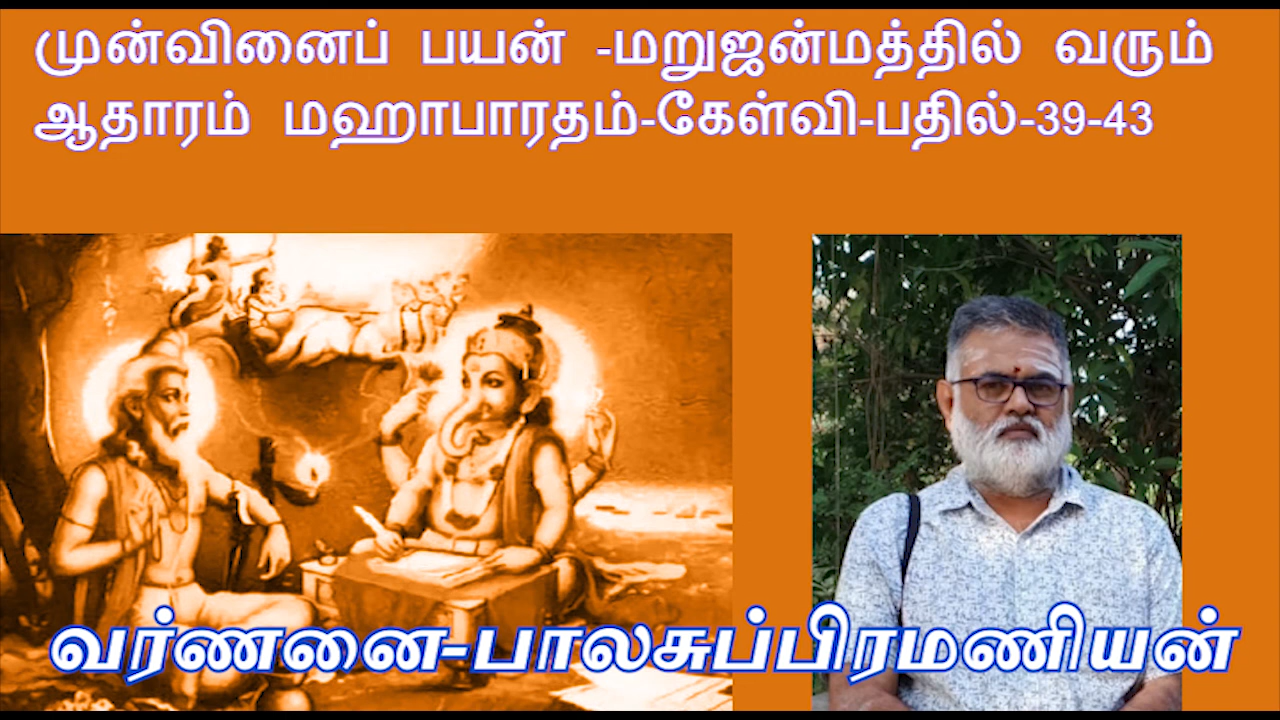 முன்வினைப் பயன் -மறுஜன்மத்தில் வரும்
ஆதாரம் மஹாபாரதம்-கேள்வி-பதில்-39-43
வர்ணனை-பாலசுப்பிரமணியன்